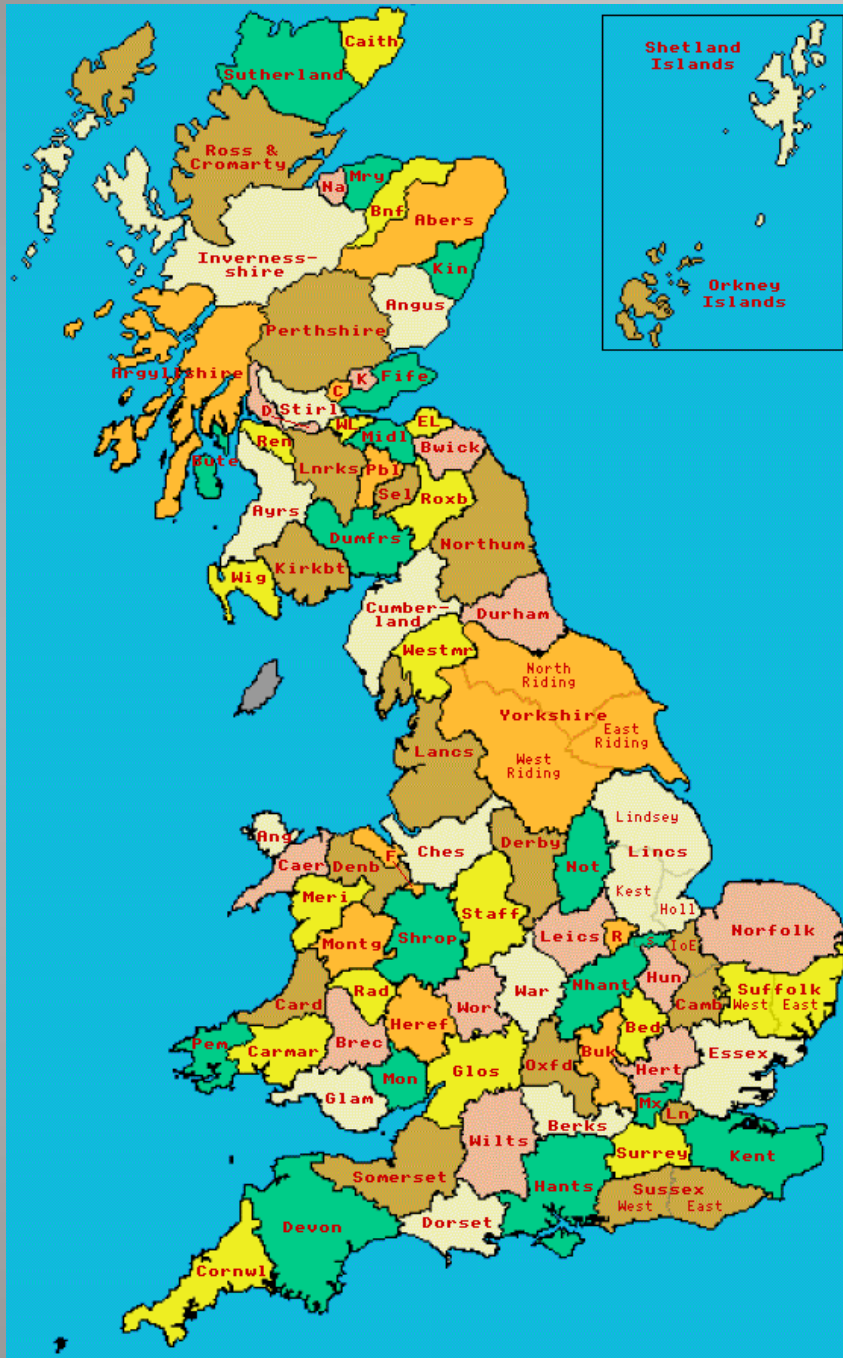 Caith
Sutherland
Shetland
Islands
Ross &
Cromarty
Na
Mry
Bnf
Abers
Inverness-
shire
Kin
Orkney
Islands
Angus
Perthshire
Argyllshire
C
K
Fife
D
Stirl
WL
EL
Ren
Midl
Bwick
Bute
Lnrks
Pbl
Sel
Roxb
Ayrs
Dumfrs
Northum
Wig
Kirkbt
Cumber-
land
Durham
Westmr
North
Riding
Yorkshire
East
Riding
West
Riding
Lancs
Lindsey
Ang
Ches
Derby
Lincs
Caer
Denb
F
Not
Kest
Meri
Holl
Staff
Norfolk
Montg
Shrop
Leics
R
S
IoE
Hun
Nhant
Suffolk
West East
Rad
War
Card
Wor
Camb
Heref
Bed
Pem
Carmar
Brec
Buk
Essex
Oxfd
Glos
Hert
Mon
Glam
Mx
Ln
Berks
Wilts
Surrey
Kent
Somerset
Hants
Sussex
West East
Dorset
Devon
Cornwl